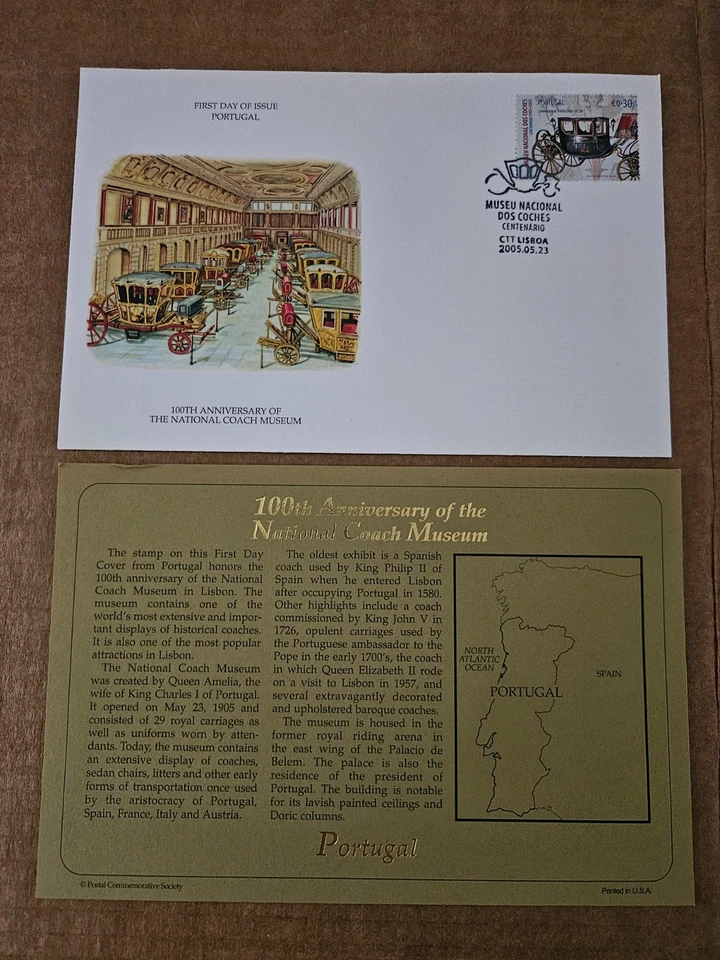 FIRST DAY OF ISSUE
PORTUGAL
PORTUGAL
€0.30
MUSEU NACIONAL DOS COCHES
MUSEU NACIONAL
DOS COCHES
CENTENÁRIO
CTT LISBOA
2005.05.23
100TH ANNIVERSARY OF
THE NATIONAL COACH MUSEUM
100th Anniversary of the
National Coach Museum
The stamp on this First Day
Cover from Portugal honors the
100th anniversary of the National
Coach Museum in Lisbon. The
museum contains one of the
world's most extensive and impor-
tant displays of historical coaches.
It is also one of the most popular
attractions in Lisbon.
The National Coach Museum
was created by Queen Amelia, the
wife of King Charles I of Portugal.
It opened on May 23, 1905 and
consisted of 29 royal carriages as
well as uniforms worn by atten-
dants. Today, the museum contains
an extensive display of coaches,
sedan chairs, litters and other early
forms of transportation once used
by the aristocracy of Portugal,
Spain, France, Italy and Austria.
The oldest exhibit is a Spanish
coach used by King Philip II of
Spain when he entered Lisbon
after occupying Portugal in 1580.
Other highlights include a coach
commissioned by King John V in
1726, opulent carriages used by
the Portuguese ambassador to the
Pope in the early 1700's, the coach
in which Queen Elizabeth II rode
on a visit to Lisbon in 1957, and
several extravagantly decorated
and upholstered baroque coaches.
The museum is housed in the
former royal riding arena in
the east wing of the Palacio de
Belem. The palace is also the
residence of the president of
Portugal. The building is notable
for its lavish painted ceilings and
Doric columns.
NORTH
ATLANTIC
OCEAN
SPAIN
PORTUGAL
Portugal
© Postal Commemorative Society
Printed in U.S.A.